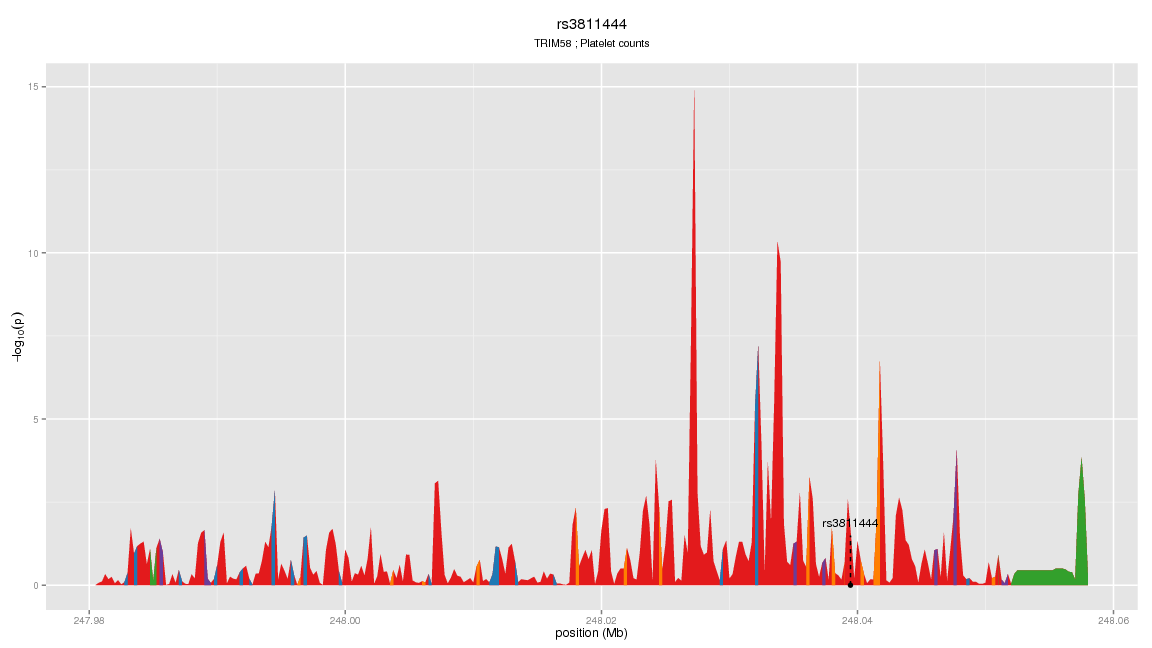 rs3811444
TRIM58 ; Platelet counts
15
10
5
0
−log10(p)
rs3811444
247.98
248.00
248.02
248.04
248.06
position (Mb)